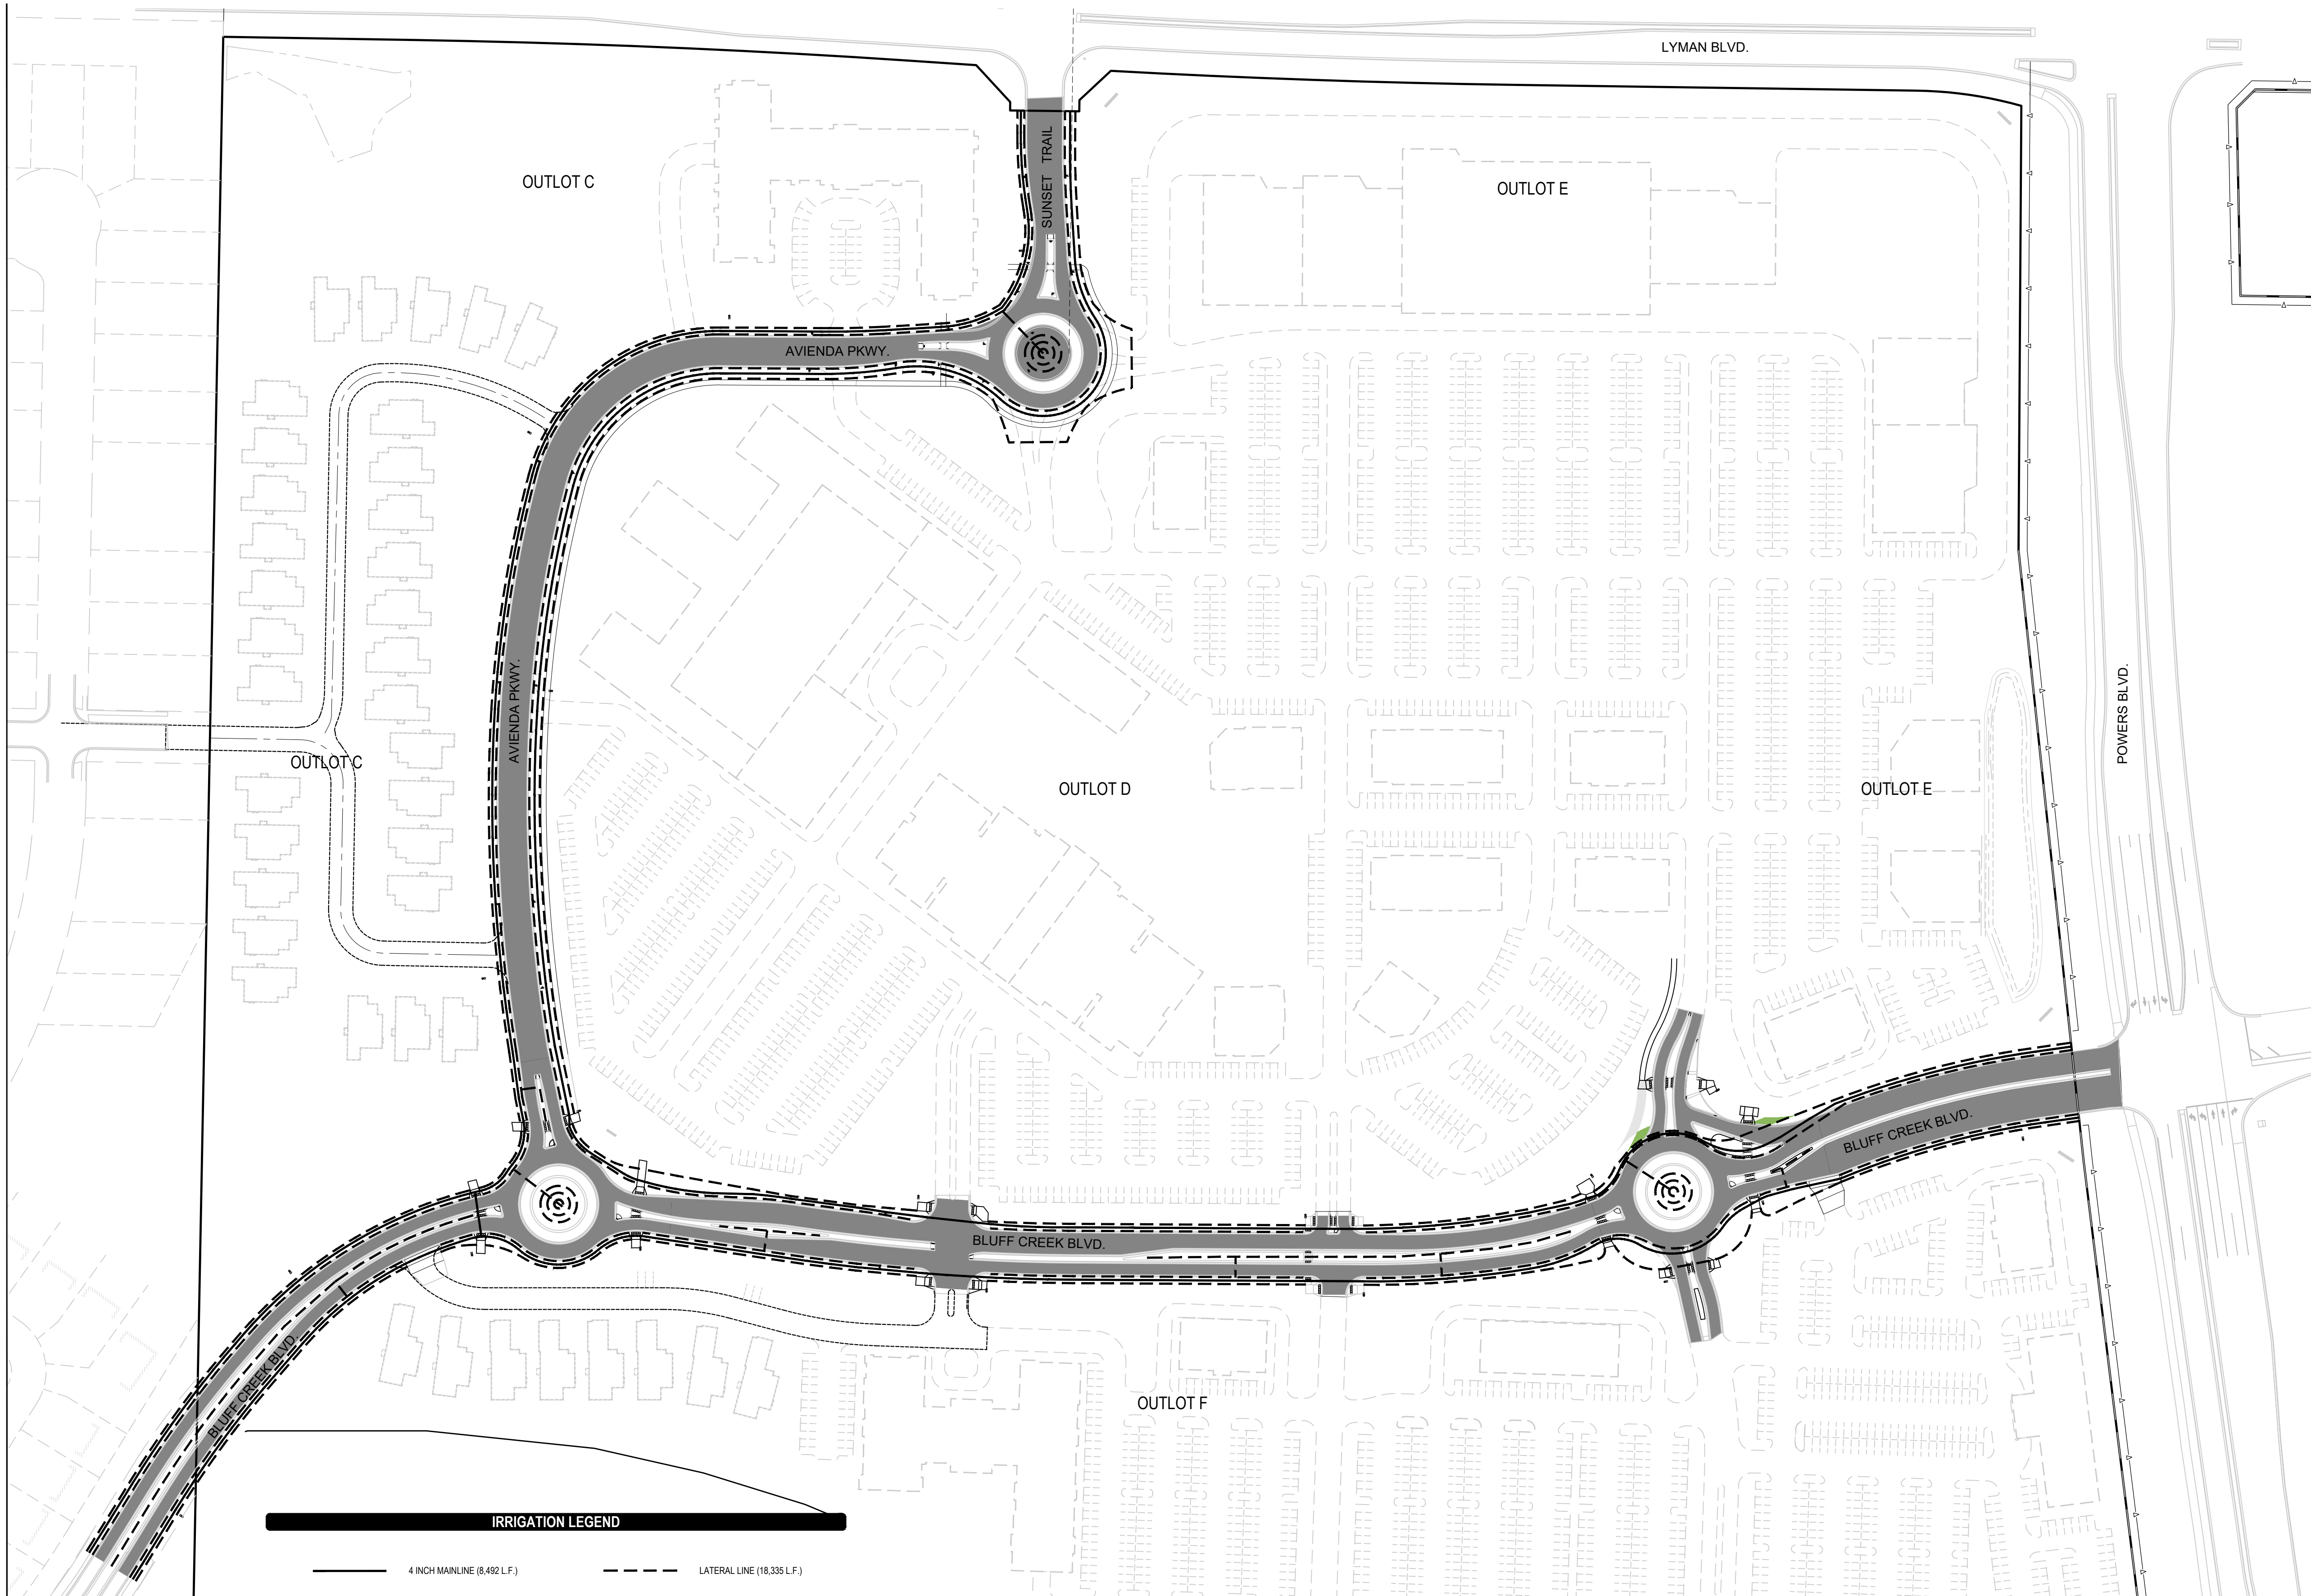 LYMAN BLVD.
SUNSET TRAIL
OUTLOT C
OUTLOT E
AVIENDA PKWY.
AVIENDA PKWY.
POWERS BLVD.
OUTLOT C
OUTLOT D
OUTLOT E
BLUFF CREEK BLVD.
BLUFF CREEK BLVD.
BLUFF CREEK BLVD.
OUTLOT F
IRRIGATION LEGEND
4 INCH MAINLINE (8,492 L.F.)
LATERAL LINE (18,335 L.F.)